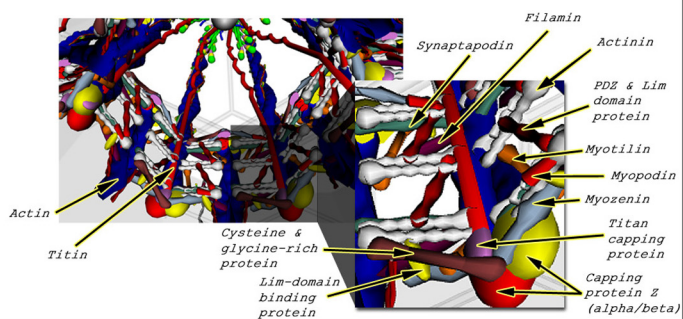 Filamin
Synaptapodin
Actinin
PDZ & Lim
domain
protein
Myotilin
Myopodin
Myozenin
Titan
capping
protein
Capping
protein Z
(alpha/beta)
Actin
Titin
Cysteine &
glycine-rich
protein
Lim-domain
binding
protein